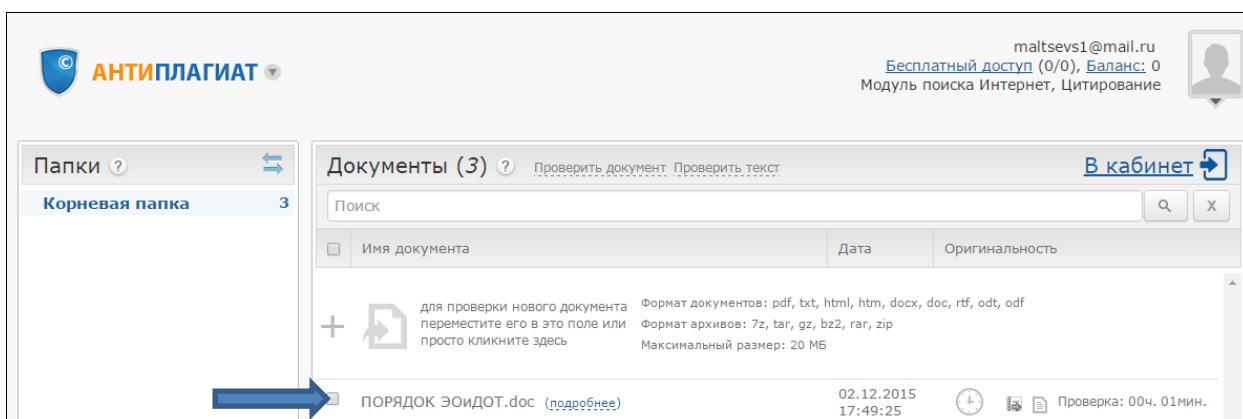 maltsevs1@mail.ru
© АНТИПЛАГИАТ
Бесплатный доступ (0/0), Баланс: 0
Модуль поиска Интернет, Цитирование
Папки ?
Документы (3) ? Проверить документ Проверить текст В кабинет
Корневая папка 3
Поиск X
Имя документа Дата Оригинальность
для проверки нового документа
переместите его в это поле или
просто кликните здесь
Формат документов: pdf, txt, html, htm, docx, doc, rtf, odt, odf
Формат архивов: 7z, tar, gz, bz2, rar, zip
Максимальный размер: 20 МБ
ПОРЯДОК ЭОиДОТ.doc (подробнее) 02.12.2015
17:49:25
Проверка: 00ч. 01мин.